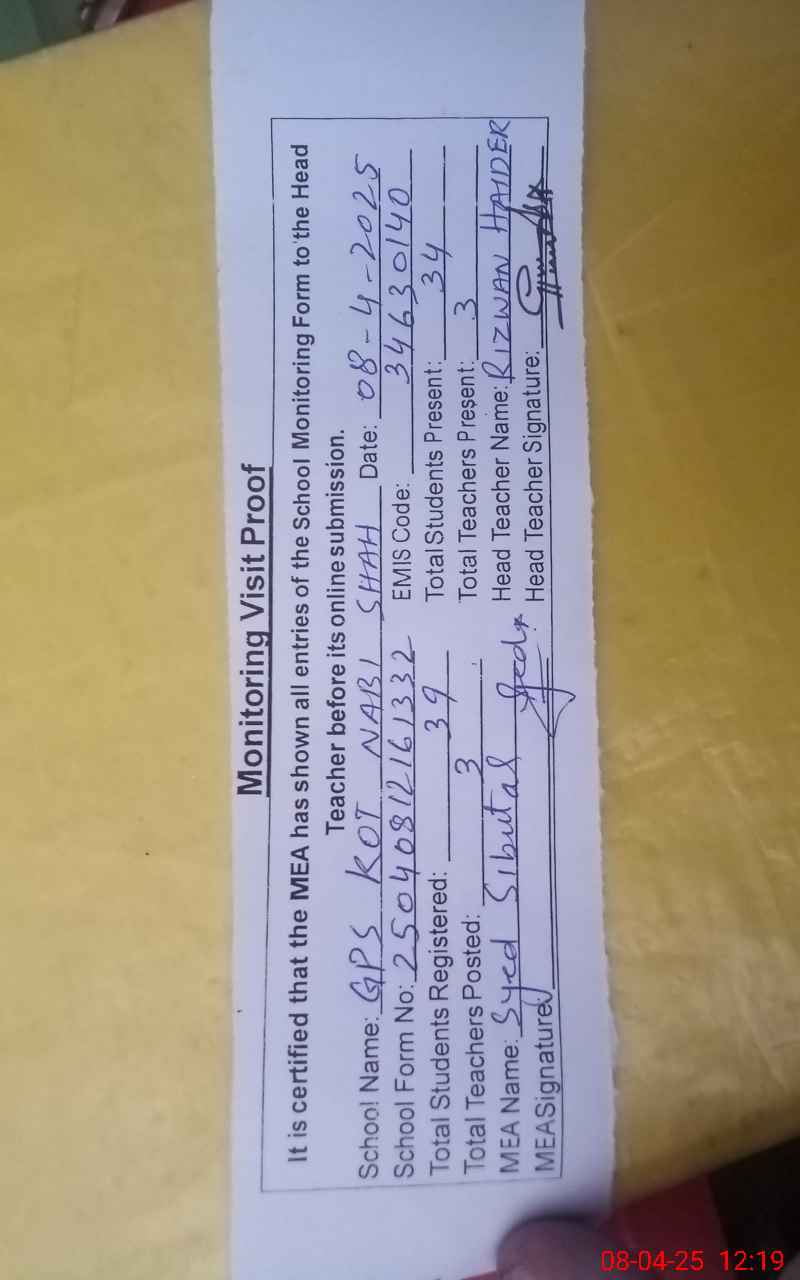 Monitoring Visit Proof
It is certified that the MEA has shown all entries of the School Monitoring Form to the Head
Teacher before its online submission.
School Name: GPS KOT NABI SHAH Date: 08-4-2025
School Form No: 25040812161332 EMIS Code: 34630140
Total Students Registered: 39 Total Students Present: 34
Total Teachers Posted: 3 Total Teachers Present: 3
MEA Name: Syed Sibutal Head Teacher Name: RIZWAN HAIDER
MEA Signature: Head Teacher Signature:
08-04-25 12:19